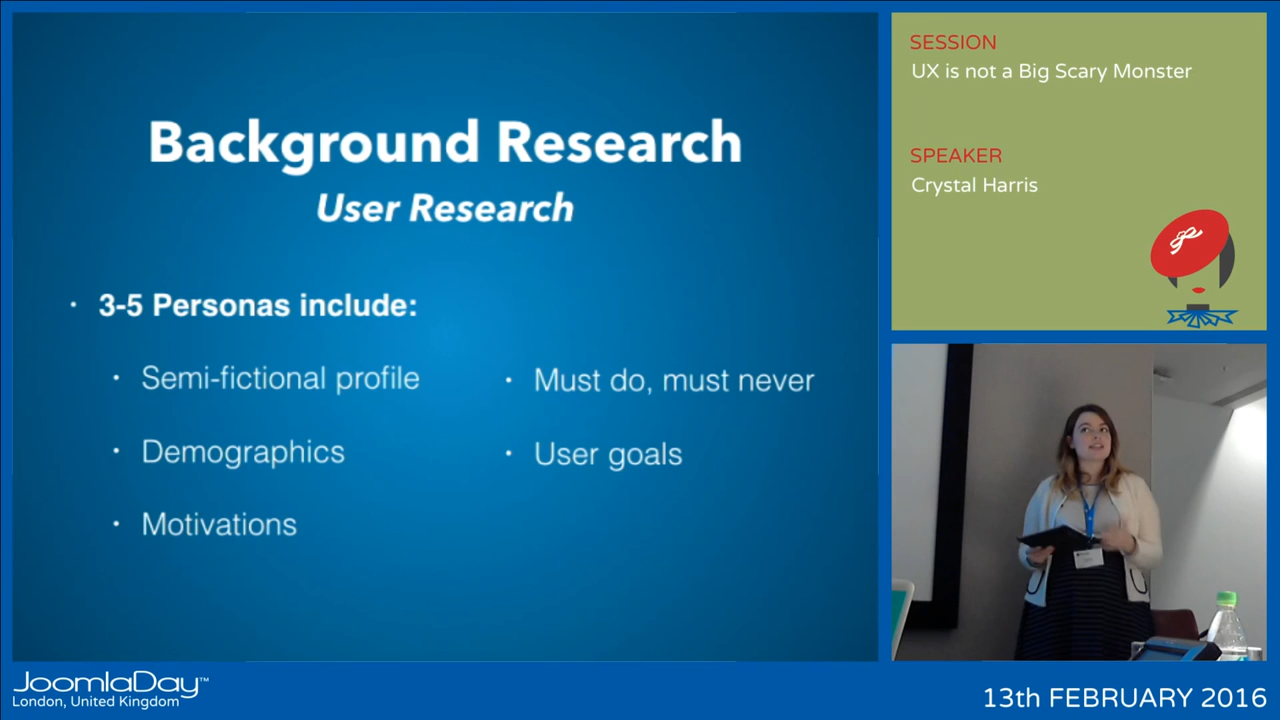 Background Research
User Research
· 3-5 Personas include:
· Semi-fictional profile
· Demographics
· Motivations
· Must do, must never
· User goals
SESSION
UX is not a Big Scary Monster
SPEAKER
Crystal Harris
JoomlaDay™
London, United Kingdom
13th FEBRUARY 2016